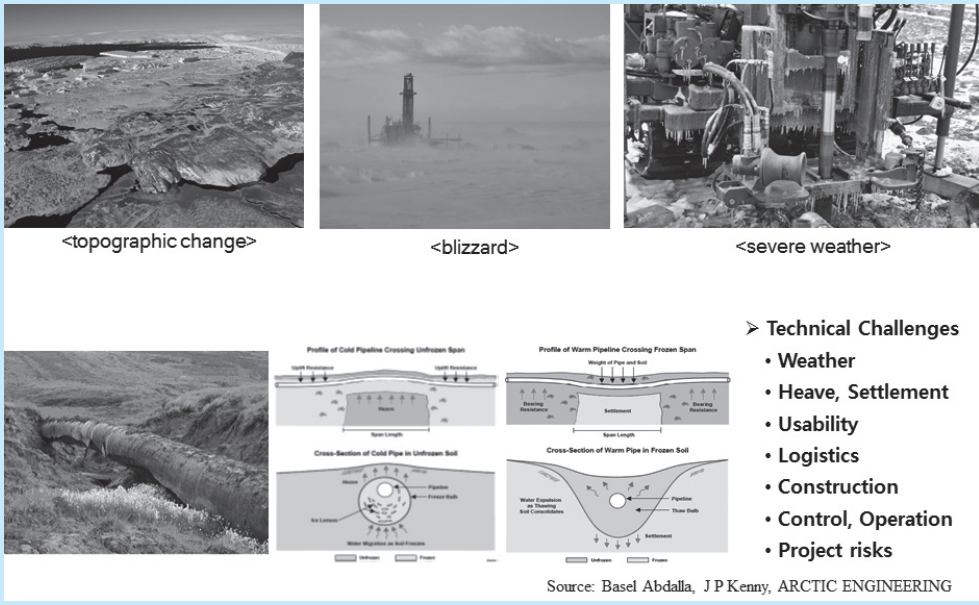 <topographic change>
<blizzard>
<severe weather>
Profile of Cold Pipeline Crossing Unfrozen Span
Uplift Resistance
Uplift Resistance
Heave
Span Length
Cross-Section of Cold Pipe in Unfrozen Soil
Heave
Pipeline
Freeze Bulb
Ice Lenses
Water Migration as Soil Freezes
Unfrozen
Frozen
Profile of Warm Pipeline Crossing Frozen Span
Weight of Pipe and Soil
Bearing
Resistance
Settlement
Bearing
Resistance
Span Length
Cross-Section of Warm Pipe in Frozen Soil
Water Expulsion
as Thawing
Soil Consolidates
Pipeline
Thaw Bulb
Settlement
Unfrozen
Frozen
➢ Technical Challenges
• Weather
• Heave, Settlement
• Usability
• Logistics
• Construction
• Control, Operation
• Project risks
Source: Basel Abdalla, J P Kenny, ARCTIC ENGINEERING